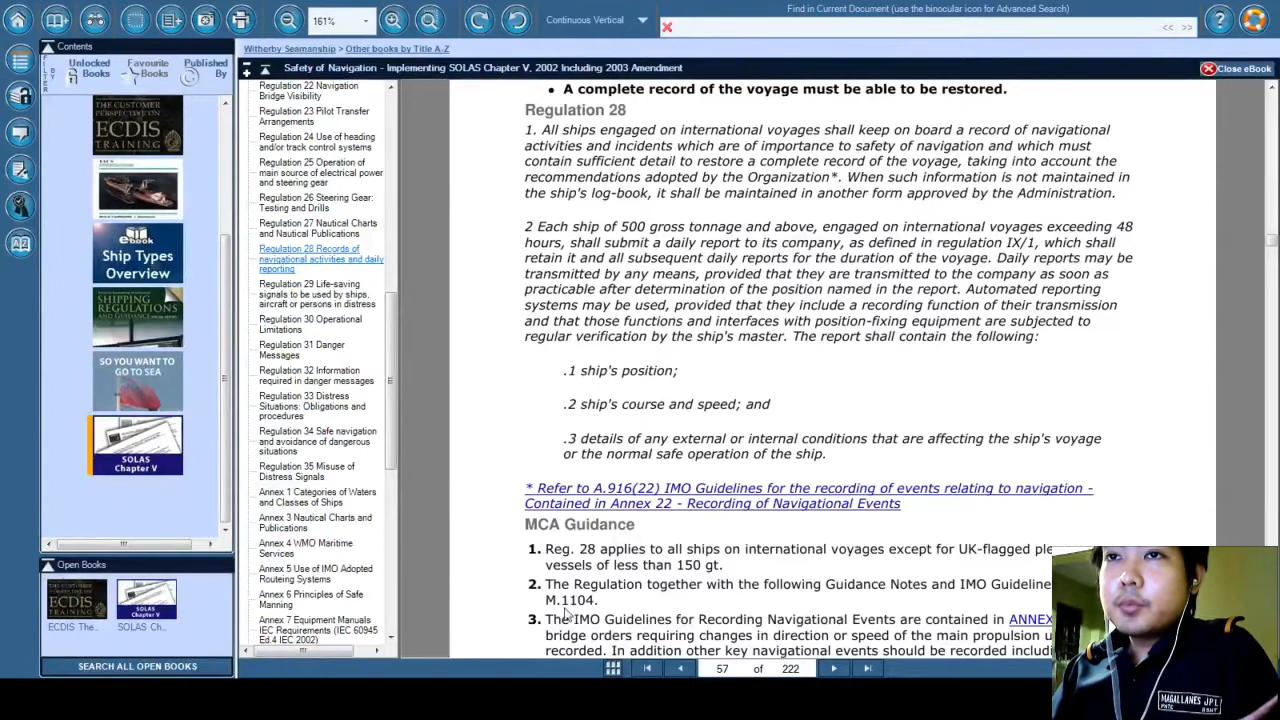 Find in Current Document (use the binocular icon for Advanced Search)
161%
Continuous Vertical
<< >>
Contents
Witherby Seamanship > Other books by Title A-Z
FILTER BY
Unlocked Books
Favourite Books
Published By
Safety of Navigation - Implementing SOLAS Chapter V, 2002 Including 2003 Amendment
Close eBook
THE CUSTOMER
PERSPECTIVE ON
ECDIS
TRAINING
eBook
Ship Types
Overview
SHIPPING
REGULATIONS
AND GUIDANCE
SO YOU WANT TO
GO TO SEA
SOLAS
Chapter V
Open Books
ECDIS
TRAINING
SOLAS
Chapter V
ECDIS The...
SOLAS Ch...
SEARCH ALL OPEN BOOKS
Regulation 22 Navigation
Bridge Visibility
Regulation 23 Pilot Transfer
Arrangements
Regulation 24 Use of heading
and/or track control systems
Regulation 25 Operation of
main source of electrical power
and steering gear
Regulation 26 Steering Gear:
Testing and Drills
Regulation 27 Nautical Charts
and Nautical Publications
Regulation 28 Records of
navigational activities and daily
reporting
Regulation 29 Life-saving
signals to be used by ships,
aircraft or persons in distress
Regulation 30 Operational
Limitations
Regulation 31 Danger
Messages
Regulation 32 Information
required in danger messages
Regulation 33 Distress
Situations: Obligations and
procedures
Regulation 34 Safe navigation
and avoidance of dangerous
situations
Regulation 35 Misuse of
Distress Signals
Annex 1 Categories of Waters
and Classes of Ships
Annex 3 Nautical Charts and
Publications
Annex 4 WMO Maritime
Services
Annex 5 Use of IMO Adopted
Routeing Systems
Annex 6 Principles of Safe
Manning
Annex 7 Equipment Manuals
IEC Requirements (IEC 60945
Ed.4 IEC 2002)
• A complete record of the voyage must be able to be restored.
Regulation 28
1. All ships engaged on international voyages shall keep on board a record of navigational
activities and incidents which are of importance to safety of navigation and which must
contain sufficient detail to restore a complete record of the voyage, taking into account the
recommendations adopted by the Organization*. When such information is not maintained in
the ship's log-book, it shall be maintained in another form approved by the Administration.
2 Each ship of 500 gross tonnage and above, engaged on international voyages exceeding 48
hours, shall submit a daily report to its company, as defined in regulation IX/1, which shall
retain it and all subsequent daily reports for the duration of the voyage. Daily reports may be
transmitted by any means, provided that they are transmitted to the company as soon as
practicable after determination of the position named in the report. Automated reporting
systems may be used, provided that they include a recording function of their transmission
and that those functions and interfaces with position-fixing equipment are subjected to
regular verification by the ship's master. The report shall contain the following:
.1 ship's position;
.2 ship's course and speed; and
.3 details of any external or internal conditions that are affecting the ship's voyage
or the normal safe operation of the ship.
* Refer to A.916(22) IMO Guidelines for the recording of events relating to navigation -
Contained in Annex 22 - Recording of Navigational Events
MCA Guidance
1. Reg. 28 applies to all ships on international voyages except for UK-flagged ple
vessels of less than 150 gt.
2. The Regulation together with the following Guidance Notes and IMO Guideline
M.1104.
3. The IMO Guidelines for Recording Navigational Events are contained in ANNEX
bridge orders requiring changes in direction or speed of the main propulsion u
recorded. In addition other key navigational events should be recorded includi
57 of 222
MAGALLANES JPL